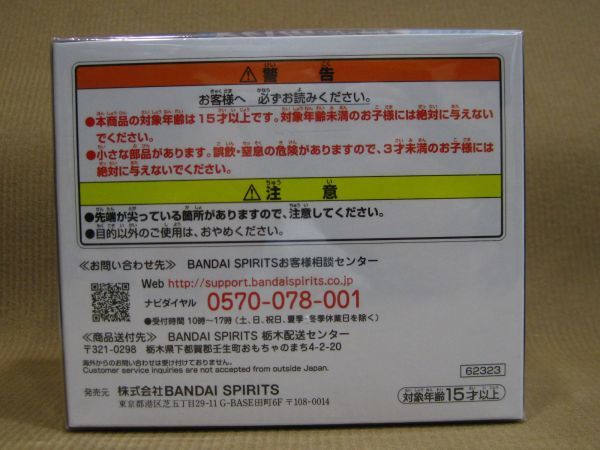 ⚠警告
お客様へ 必ずお読みください。
●本商品の対象年齢は15才以上です。対象年齢未満のお子様には絶対に与えない
でください。
●小さな部品があります。誤飲・窒息の危険がありますので、3才未満のお子様には
絶対に与えないでください。
⚠注意
●先端が尖っている箇所がありますので、注意してください。
●目的以外のご使用は、おやめください。
≪お問い合わせ先≫ BANDAI SPIRITSお客様相談センター
Web http://support.bandaispirits.co.jp
ナビダイヤル 0570-078-001
●受付時間 10時～17時(土、日、祝日、夏季・冬季休業日を除く)
≪商品送付先≫ BANDAI SPIRITS 栃木配送センター
〒321-0298 栃木県下都賀郡壬生町おもちゃのまち4-2-20
海外からのお問い合わせは受け付けておりません。
Customer service inquiries are not accepted from outside Japan.
62323
発売元 株式会社BANDAI SPIRITS
東京都港区芝五丁目29-11 G-BASE田町6F 〒108-0014
対象年齢15才以上